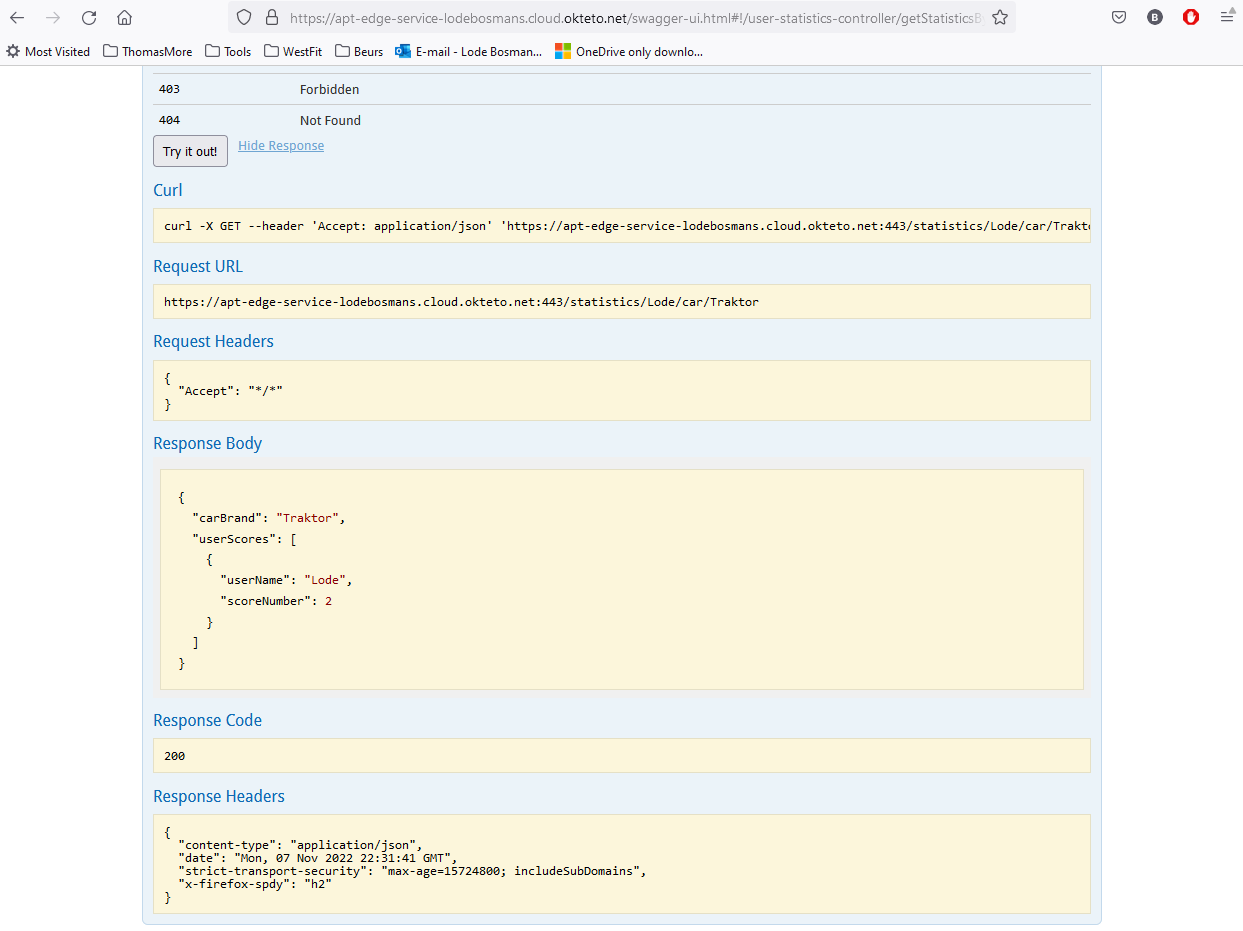 https://apt-edge-service-lodebosmans.cloud.okteto.net/swagger-ui.html#!/user-statistics-controller/getStatisticsB
B
Most Visited ThomasMore Tools WestFit Beurs E-mail - Lode Bosman... OneDrive only downlo...
403 Forbidden
404 Not Found
Try it out! Hide Response
Curl
curl -X GET --header 'Accept: application/json' 'https://apt-edge-service-lodebosmans.cloud.okteto.net:443/statistics/Lode/car/Trakto
Request URL
https://apt-edge-service-lodebosmans.cloud.okteto.net:443/statistics/Lode/car/Traktor
Request Headers
{
"Accept": "*/*"
}
Response Body
{
"carBrand": "Traktor",
"userScores": [
{
"userName": "Lode",
"scoreNumber": 2
}
]
}
Response Code
200
Response Headers
{
"content-type": "application/json",
"date": "Mon, 07 Nov 2022 22:31:41 GMT",
"strict-transport-security": "max-age=15724800; includeSubDomains",
"x-firefox-spdy": "h2"
}